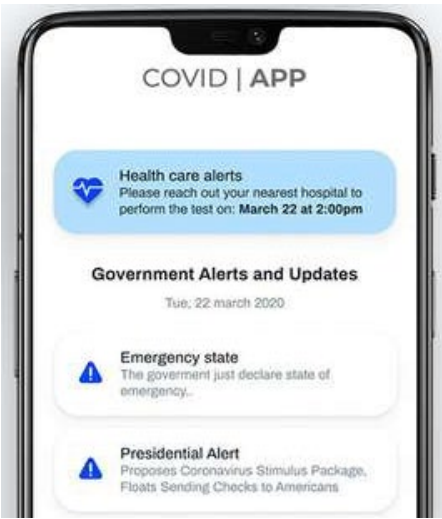 COVID | APP
Health care alerts
Please reach out your nearest hospital to
perform the test on: March 22 at 2:00pm
Government Alerts and Updates
Tue, 22 march 2020
Emergency state
The goverment just declare state of
emergency..
Presidential Alert
Proposes Coronavirus Stimulus Package,
Floats Sending Checks to Americans